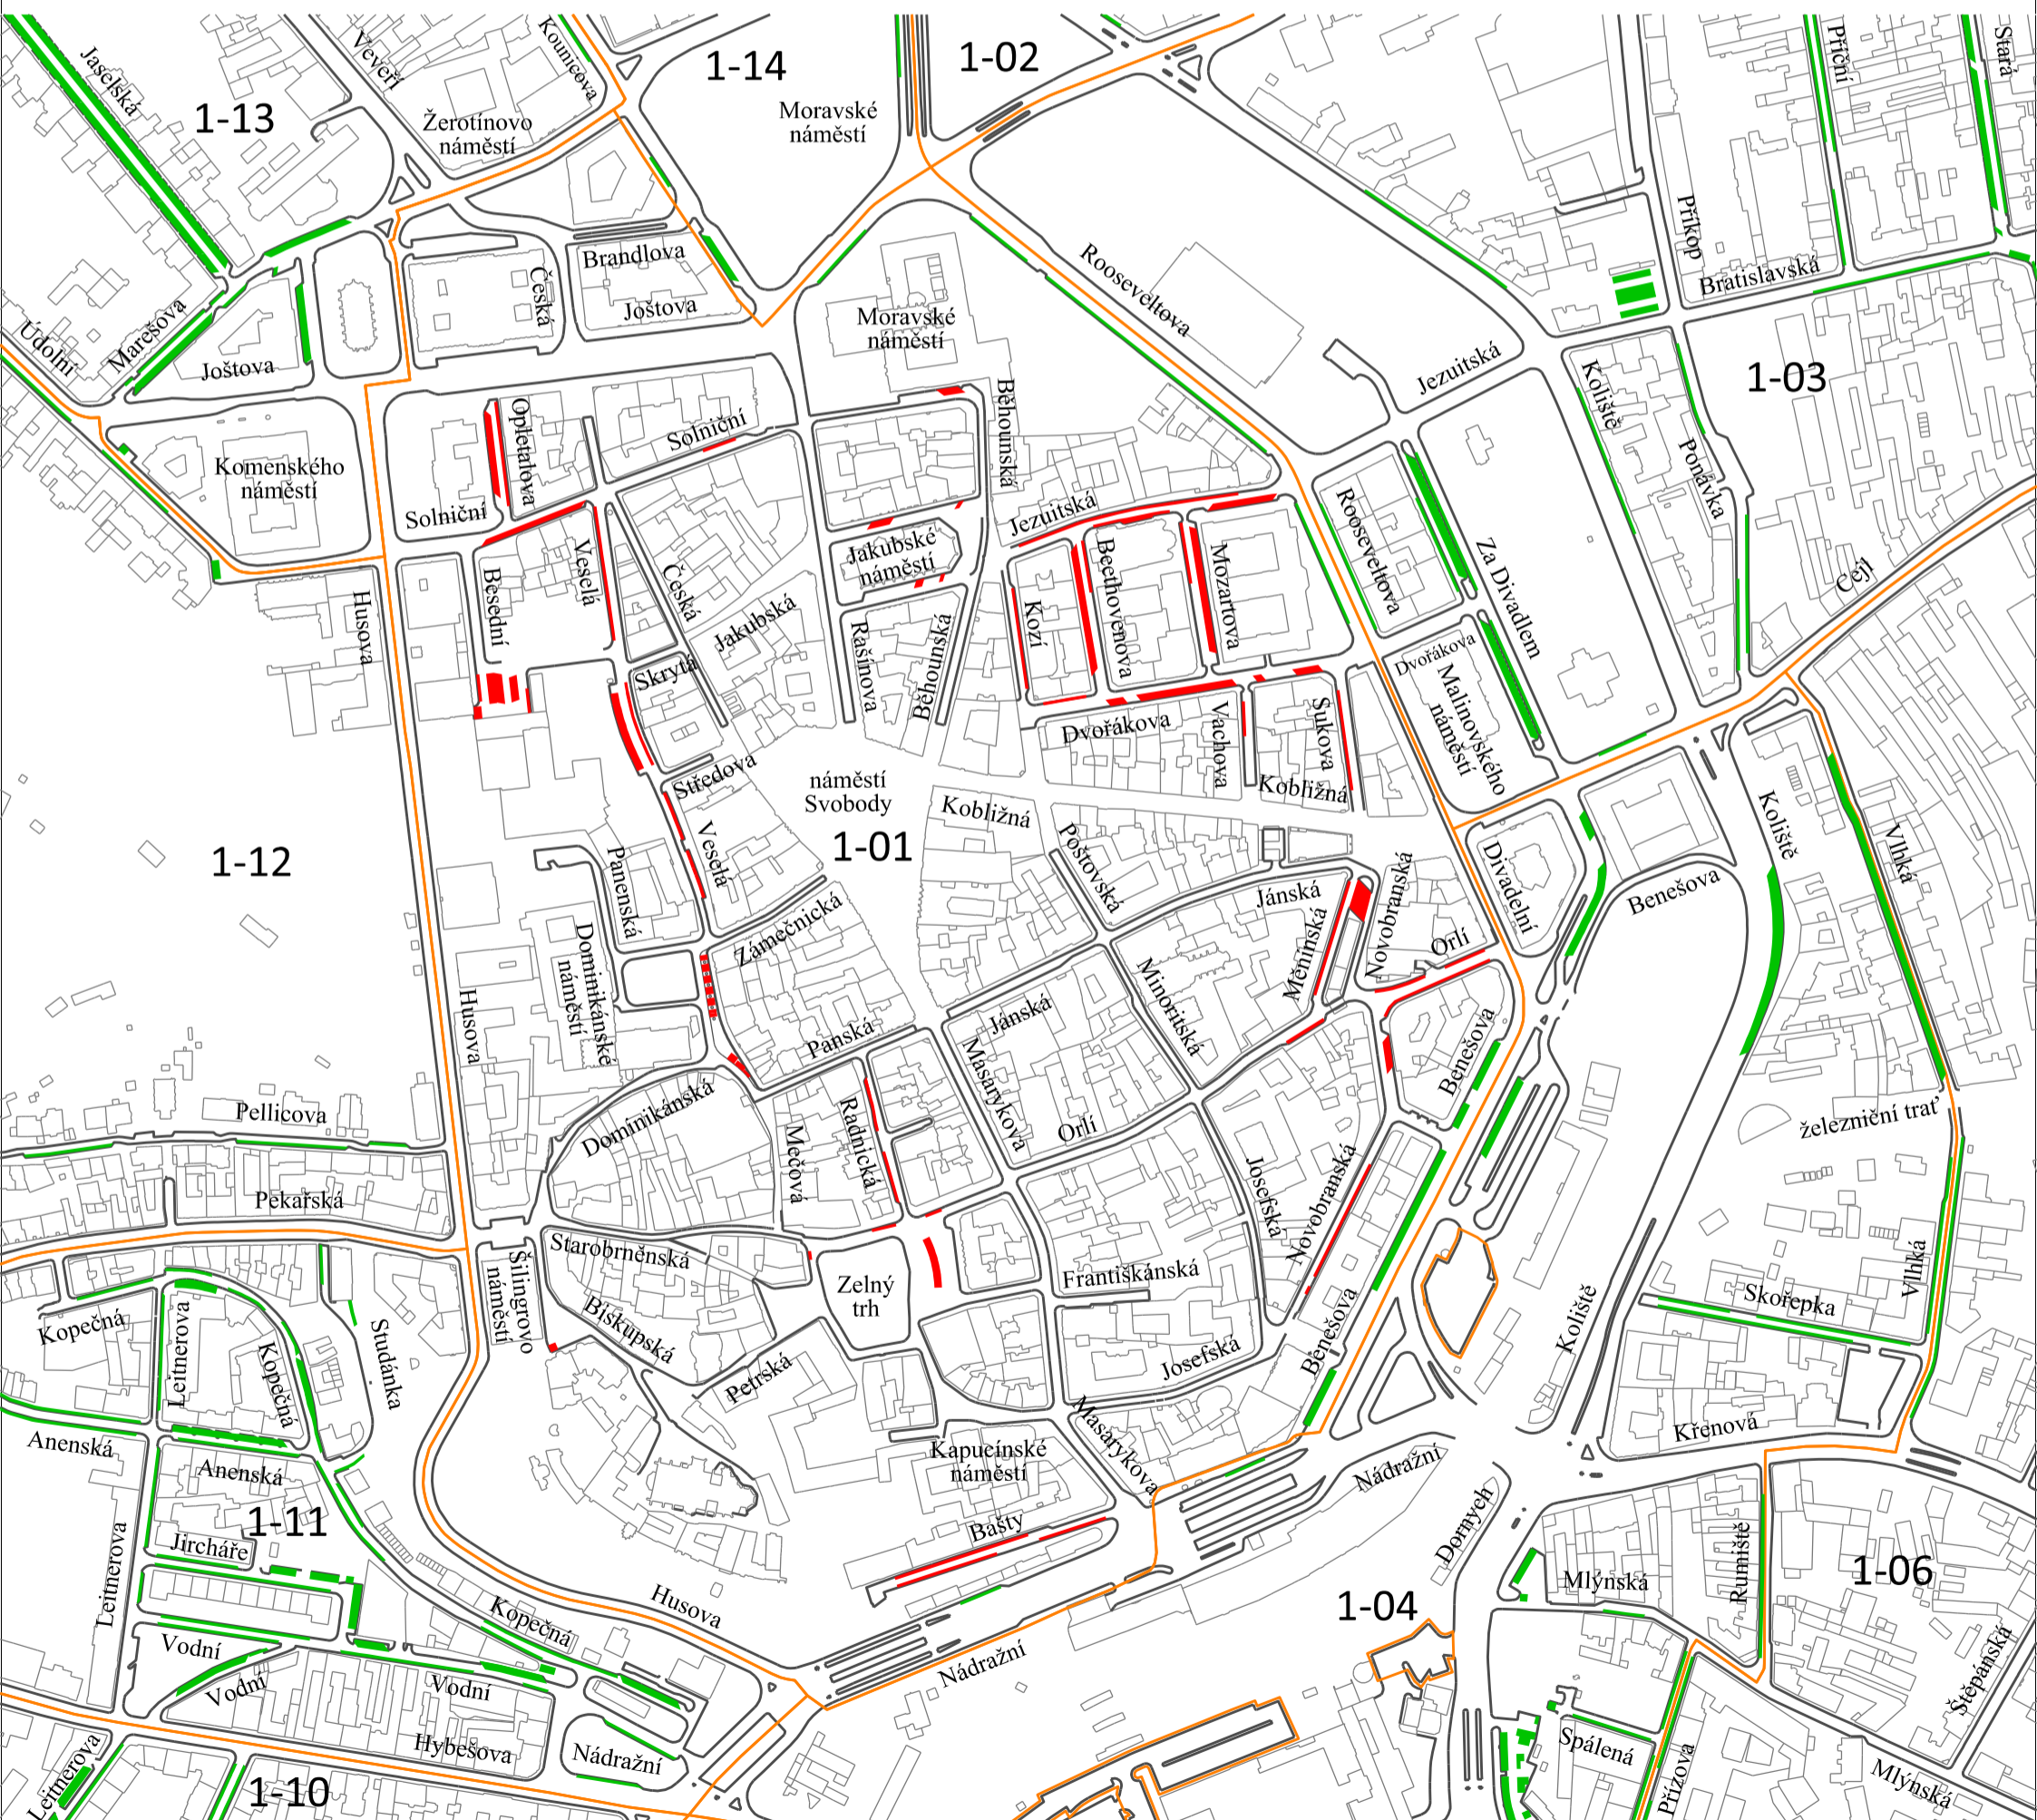 Jaselská
Veveří
Kounicova
1-14
1-02
Příční
Stará
1-13
Žerotínovo
náměstí
Moravské
náměstí
Příkop
Bratislavská
Rooseveltova
Brandlova
Česká
Joštova
Moravské
náměstí
Údolní
Marešova
Joštova
Jezuitská
Koliště
1-03
Ponávka
Běhounská
Opletalova
Solniční
Komenského
náměstí
Solniční
Jezuitská
Rooseveltova
Za Divadlem
Cejl
Jakubské
náměstí
Husova
Besední
Veselá
Česká
Jakubská
Kozí
Beethovenova
Mozartova
Skrytá
Rašínova
Běhounská
Dvořákova
Malinovského
náměstí
Dvořákova
Vachova
Sukova
Kobližná
Středova
náměstí
Svobody
Kobližná
1-01
1-12
Veselá
Panenská
Poštovská
Koliště
Vlhká
Divadelní
Benešova
Jánská
Novobranská
Měnínská
Orlí
Zámečnická
Dominikánské
náměstí
Husova
Minoritská
Jánská
Panská
Masarykova
Benešova
Pellicova
Dominikánská
Mečová
Radnická
Orlí
železniční trať
Pekařská
Josefská
Novobranská
Starobrněnská
Šilingrovo
náměstí
Zelný
trh
Františkánská
Vlhká
Skořepka
Koliště
Biskupská
Kopečná
Leitnerova
Kopečná
Studánka
Petrská
Josefská
Benešova
Masarykova
Křenová
Anenská
Anenská
Kapucínské
náměstí
Nádražní
Dornych
1-11
Bašty
Jircháře
Leitnerova
Rumiště
Mlýnská
1-06
1-04
Husova
Kopečná
Vodní
Nádražní
Štěpánská
Vodní
Vodní
Hybešova
Nádražní
Spálená
Přízova
Mlýnská
Leitnerova
1-10